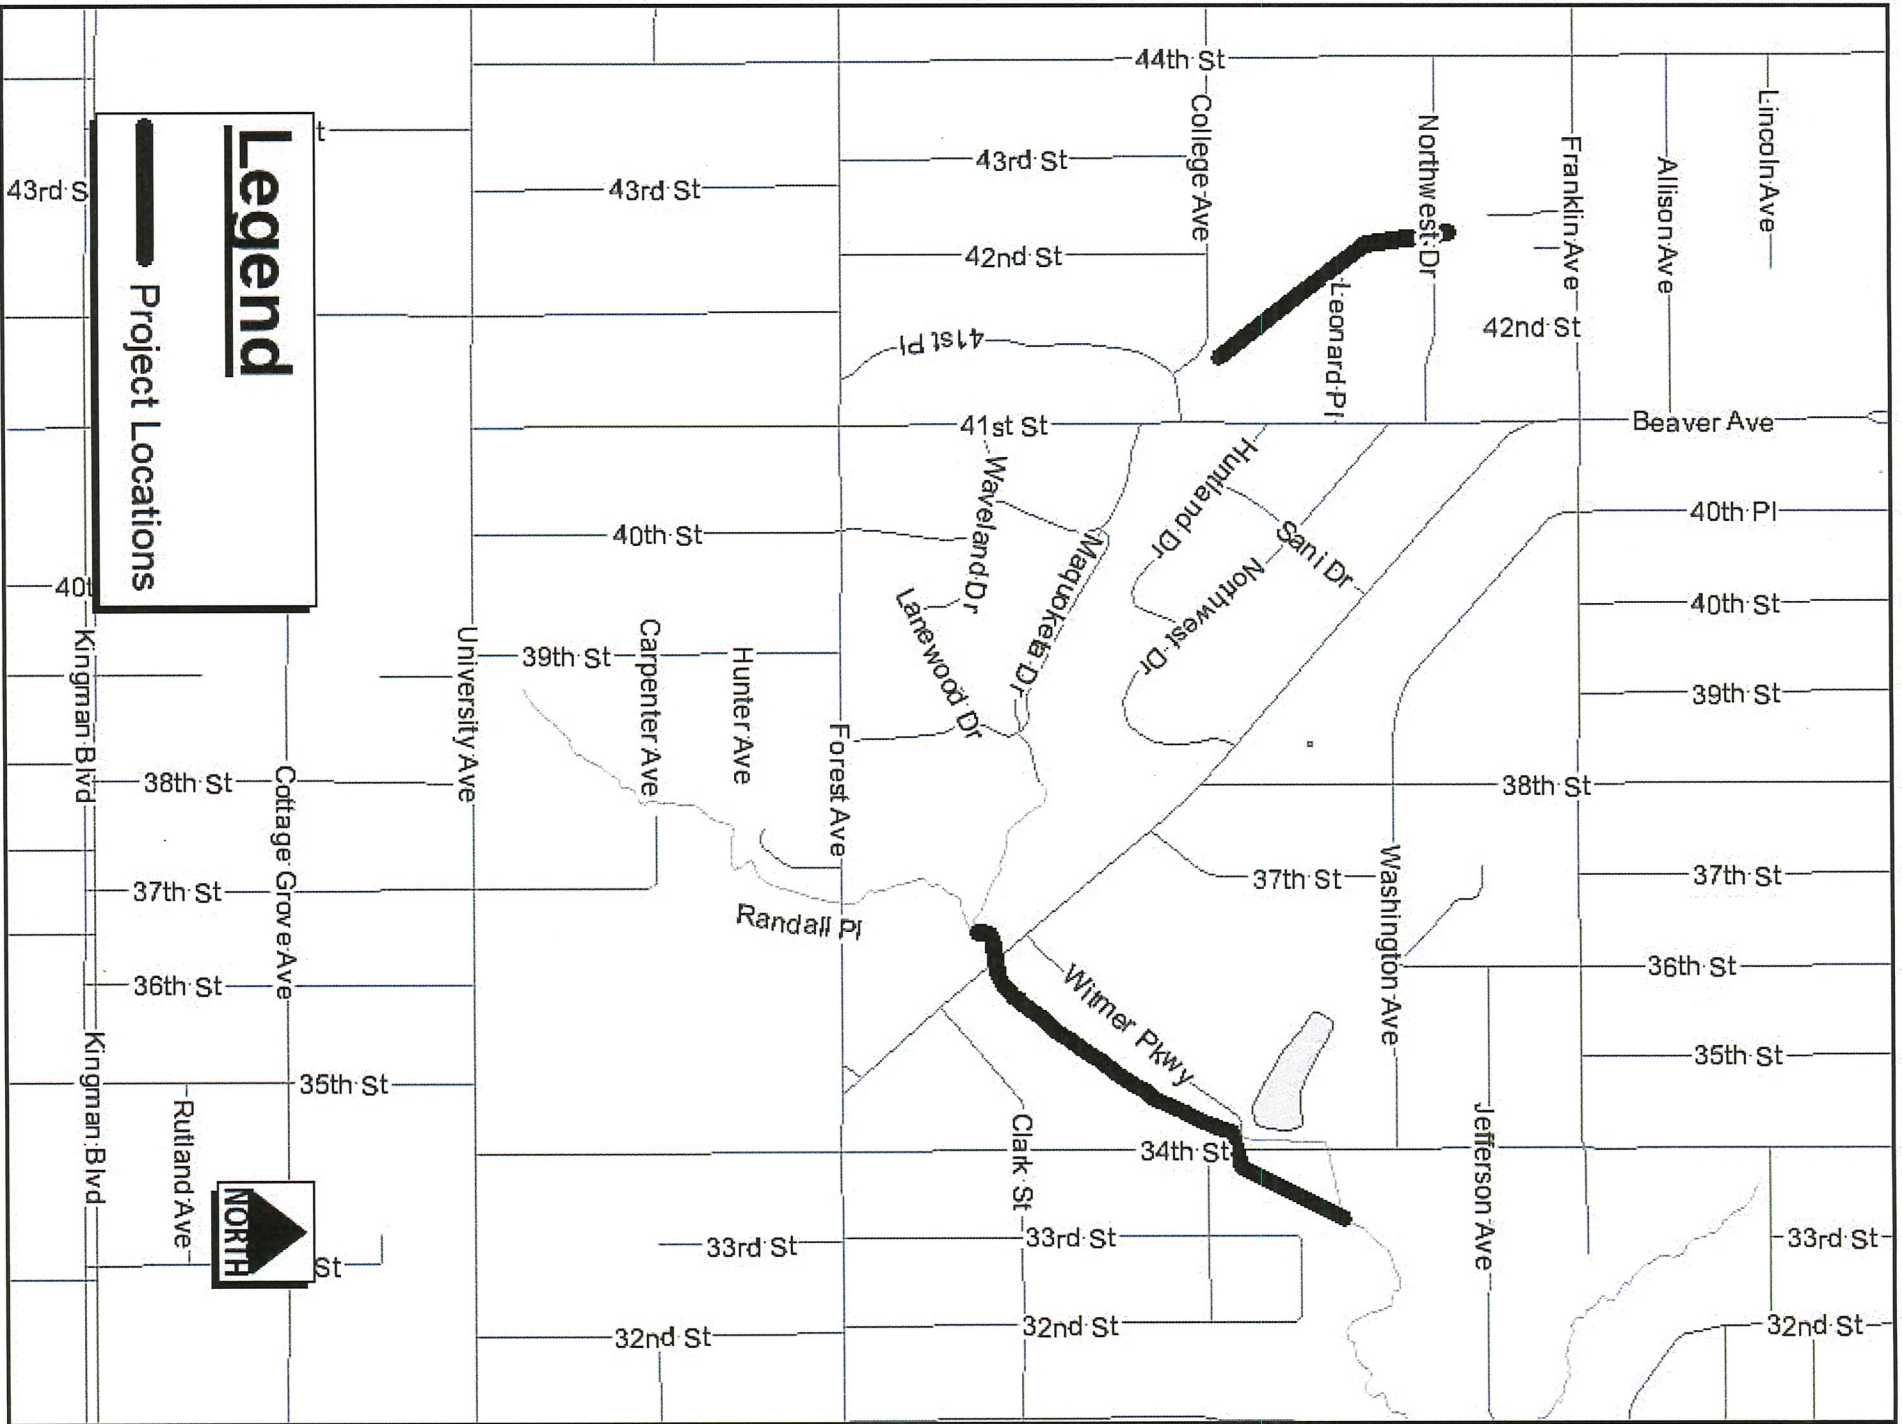 44th St
43rd S
t
43rd St
43rd St
42nd St
College Ave
Northwest Dr
Franklin Ave
Allison Ave
Lincoln Ave
Legend
Project Locations
41st Pl
Leonard Pl
42nd St
41st St
Beaver Ave
40th St
Waveland Dr
Maquoketa Dr
Huntland Dr
Sani Dr
Northwest Dr
40th Pl
40th St
Lanewood Dr
Kingman Blvd
University Ave
39th St
Carpenter Ave
Hunter Ave
Forest Ave
39th St
38th St
Cottage Grove Ave
38th St
37th St
Randall Pl
37th St
Washington Ave
37th St
36th St
Witmer Pkwy
36th St
Kingman Blvd
35th St
35th St
Rutland Ave
Clark St
34th St
Jefferson Ave
NORTH
St
33rd St
33rd St
33rd St
32nd St
32nd St
32nd St